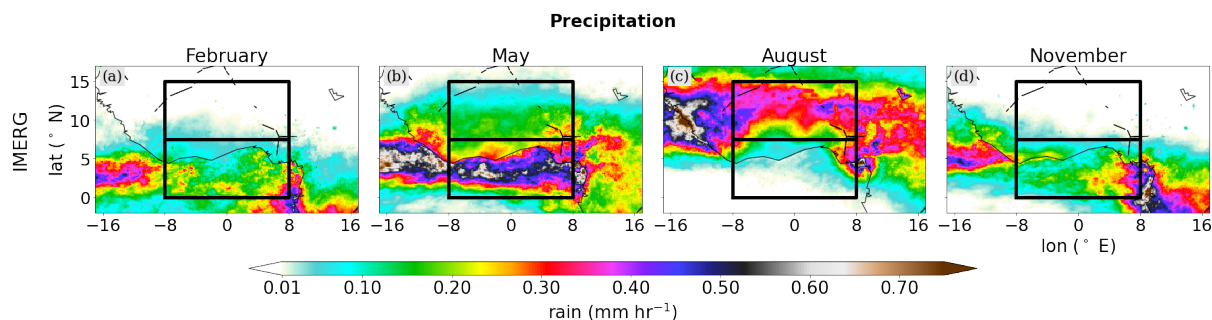 Precipitation
February
May
August
November
(a)
(b)
(c)
(d)
IMERG
lat (° N)
15
10
5
0
−16 −8 0 8 16
−16 −8 0 8 16
−16 −8 0 8 16
−16 −8 0 8 16
lon (° E)
0.01 0.10 0.20 0.30 0.40 0.50 0.60 0.70
rain (mm hr⁻¹)